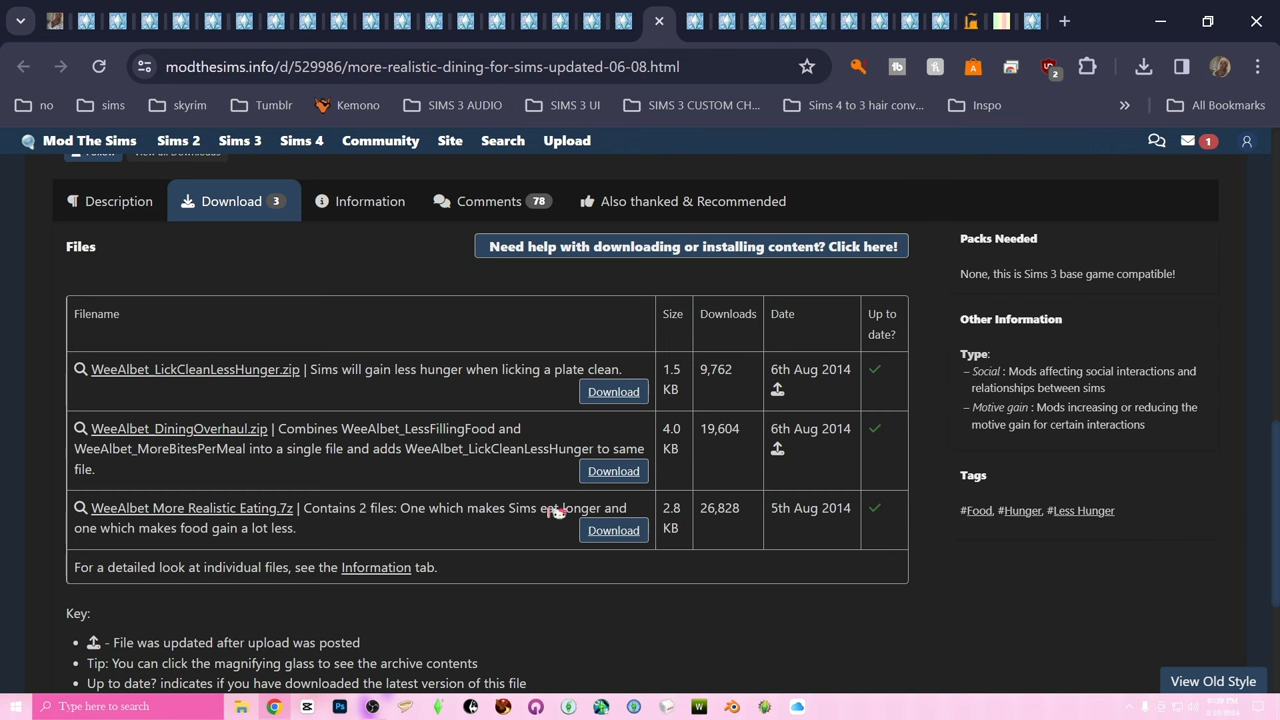 modthesims.info/d/529986/more-realistic-dining-for-sims-updated-06-08.html
2
no
sims
skyrim
Tumblr
Kemono
SIMS 3 AUDIO
SIMS 3 UI
SIMS 3 CUSTOM CH...
Sims 4 to 3 hair conv...
Inspo
All Bookmarks
Mod The Sims
Sims 2
Sims 3
Sims 4
Community
Site
Search
Upload
1
Description
Download 3
Information
Comments 78
Also thanked & Recommended
Files
Need help with downloading or installing content? Click here!
Filename
Size
Downloads
Date
Up to
date?
WeeAlbet_LickCleanLessHunger.zip | Sims will gain less hunger when licking a plate clean.
Download
1.5
KB
9,762
6th Aug 2014
WeeAlbet_DiningOverhaul.zip | Combines WeeAlbet_LessFillingFood and
WeeAlbet_MoreBitesPerMeal into a single file and adds WeeAlbet_LickCleanLessHunger to same
file.
Download
4.0
KB
19,604
6th Aug 2014
WeeAlbet More Realistic Eating.7z | Contains 2 files: One which makes Sims eat longer and
one which makes food gain a lot less.
Download
2.8
KB
26,828
5th Aug 2014
For a detailed look at individual files, see the Information tab.
Key:
• - File was updated after upload was posted
• Tip: You can click the magnifying glass to see the archive contents
• Up to date? indicates if you have downloaded the latest version of this file
Packs Needed
None, this is Sims 3 base game compatible!
Other Information
Type:
– Social : Mods affecting social interactions and
relationships between sims
– Motive gain : Mods increasing or reducing the
motive gain for certain interactions
Tags
#Food, #Hunger, #Less Hunger
View Old Style
Type here to search